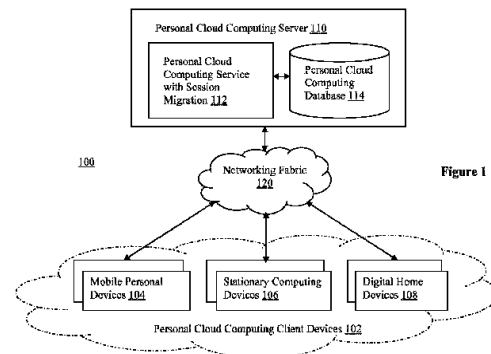 Personal Cloud Computing Server 110
Personal Cloud
Computing Service
with Session
Migration 112
Personal Cloud
Computing
Database 114
100
Networking Fabric
120
Figure 1
Mobile Personal
Devices 104
Stationary Computing
Devices 106
Digital Home
Devices 108
Personal Cloud Computing Client Devices 102